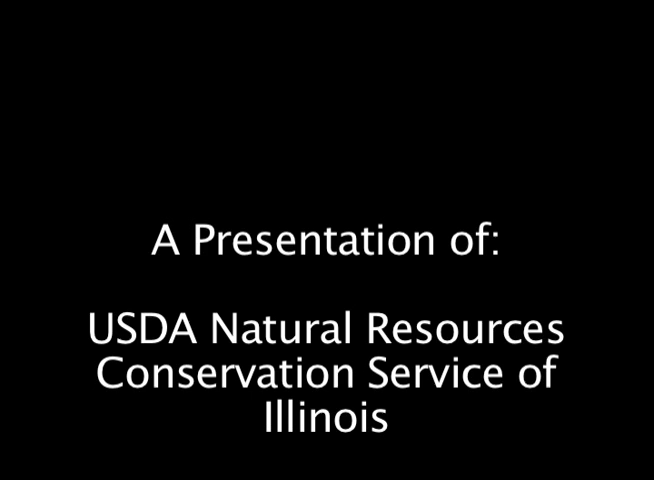 A Presentation of:
USDA Natural Resources
Conservation Service of
Illinois